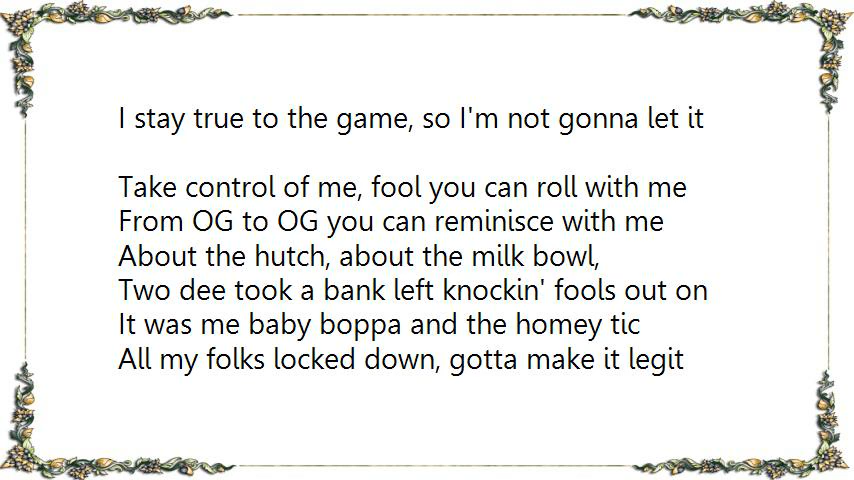 I stay true to the game, so I'm not gonna let it
Take control of me, fool you can roll with me
From OG to OG you can reminisce with me
About the hutch, about the milk bowl,
Two dee took a bank left knockin' fools out on
It was me baby boppa and the homey tic
All my folks locked down, gotta make it legit